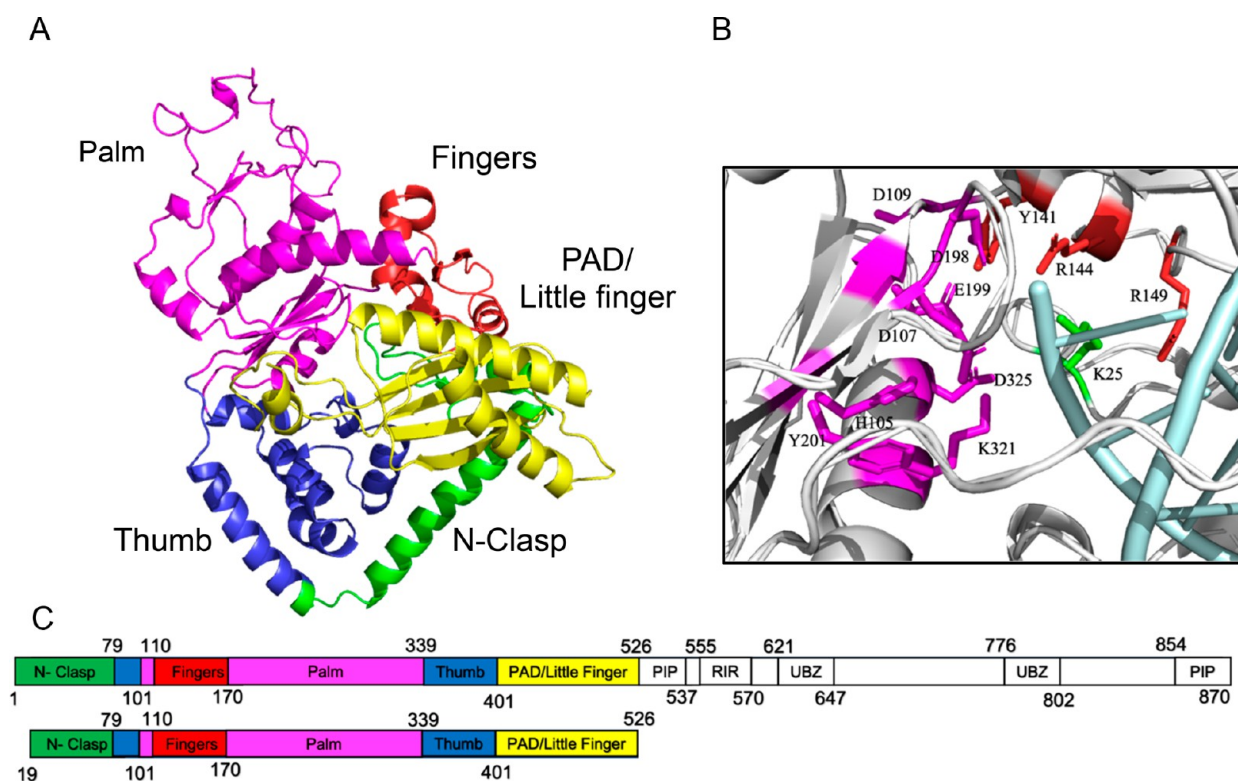 A
B
Palm
Fingers
PAD/
Little finger
Thumb
N-Clasp
D109
Y141
D198
R144
E199
R149
D107
K25
D325
H105
Y201
K321
C
79 110 339 526 555 621 776 854
N- Clasp Fingers Palm Thumb PAD/Little Finger PIP RIR UBZ UBZ PIP
1 101 170 401 537 570 647 802 870
79 110 339 526
N- Clasp Fingers Palm Thumb PAD/Little Finger
19 101 170 401